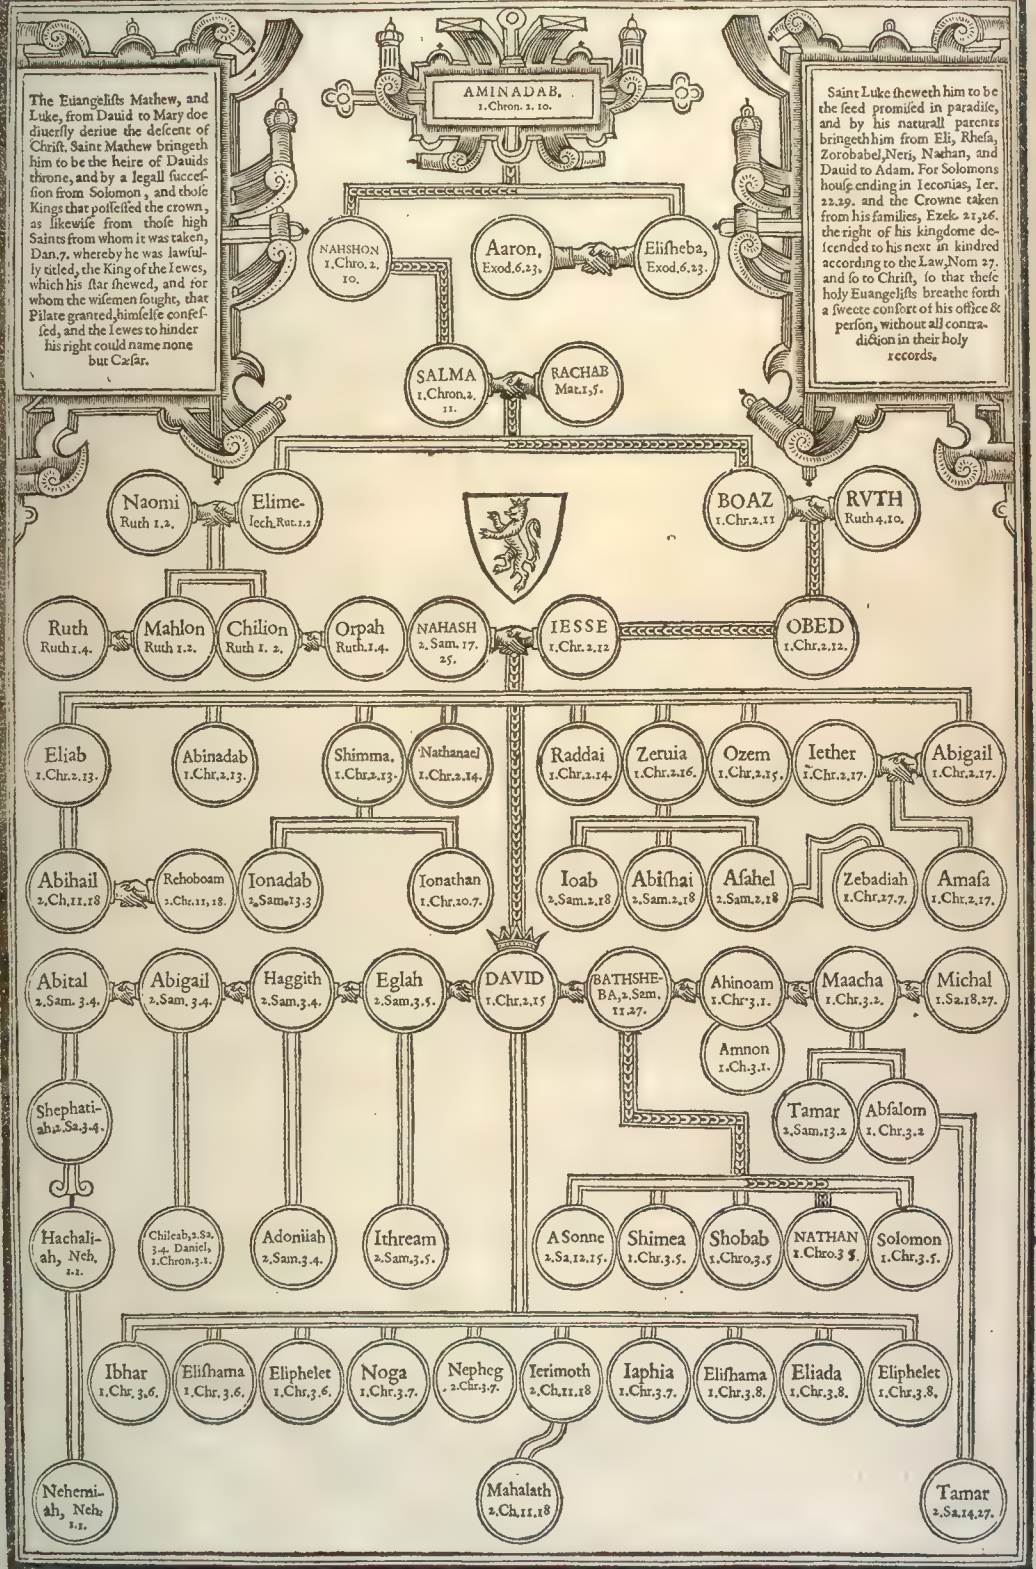 The Euangeliſts Mathew, and
Luke, from Dauid to Mary doe
diuerſly deriue the deſcent of
Chriſt. Saint Mathew bringeth
him to be the heire of Dauids
throne, and by a legall ſucceſ-
ſion from Solomon, and thoſe
Kings that poſſeſſed the crown,
as likewiſe from thoſe high
Saints from whom it was taken,
Dan.7. whereby he was lawful-
ly titled, the King of the Iewes,
which his ſtar ſhewed, and for
whom the wiſemen ſought, that
Pilate granted, himſelfe confeſ-
ſed, and the Iewes to hinder
his right could name none
but Cæſar.
AMINADAB.
1.Chron. 2. 10.
Saint Luke ſheweth him to be
the ſeed promiſed in paradiſe,
and by his naturall parents
bringeth him from Eli, Rheſa,
Zorobabel, Neri, Nathan, and
Dauid to Adam. For Solomons
houſe ending in Ieconias, Ier.
22.29. and the Crowne taken
from his families, Ezek. 21,26.
the right of his kingdome de-
ſcended to his next in kindred
according to the Law, Nom 27.
and ſo to Chriſt, ſo that theſe
holy Euangeliſts breathe forth
a ſweete conſort of his office &
perſon, without all contra-
diction in their holy
records.
NAHSHON
1.Chro. 2.
10.
Aaron,
Exod.6.23.
Eliſheba,
Exod.6.23.
SALMA
1.Chron.2.
11.
RACHAB
Mat.1,5.
Naomi
Ruth 1.2.
Elime-
lech, Rut.1.2
BOAZ
1.Chr.2.11
RVTH
Ruth 4.10.
Ruth
Ruth 1.4.
Mahlon
Ruth 1.2.
Chilion
Ruth 1. 2.
Orpah
Ruth.1.4.
NAHASH
2. Sam. 17.
25.
IESSE
1.Chr.2.12
OBED
1.Chr.2.12.
Eliab
1.Chr.2.13.
Abinadab
1.Chr.2.13.
Shimma.
1.Chr.2.13.
Nathanael
1.Chr.2.14.
Raddai
1.Chr.2.14.
Zeruia
1.Chr.2.16.
Ozem
1.Chr.2.15.
Iether
1.Chr.2.17.
Abigail
1.Chr.2.17.
Abihail
2.Ch.11.18
Rehoboam
2.Chr.11,18.
Ionadab
2.Sam.13.3
Ionathan
1.Chr.20.7.
Ioab
2.Sam.2.18
Abiſhai
2.Sam.2.18
Aſahel
2.Sam.2.18
Zebadiah
1.Chr.27.7.
Amaſa
1.Chr.2.17.
Abital
2.Sam. 3.4.
Abigail
2.Sam. 3.4.
Haggith
2.Sam.3.4.
Eglah
2.Sam.3.5.
DAVID
1.Chr.2.15
BATHSHE-
BA, 2.Sam.
11.27.
Ahinoam
1.Chr.3.1.
Maacha
1.Chr.3.2.
Michal
1.Sa.18.27.
Amnon
1.Ch.3.1.
Shephati-
ah.2.Sa.3.4.
Tamar
2.Sam.13.2
Abſalom
1. Chr.3.2
Hachali-
ah, Neh.
1.1.
Chileab, 2.Sa.
3.4. Daniel,
1.Chron.3.1.
Adoniiah
2.Sam.3.4.
Ithream
2.Sam.3.5.
A Sonne
2.Sa.12.15.
Shimea
1.Chr.3.5.
Shobab
1.Chro.3.5
NATHAN
1.Chro.3 5.
Solomon
1.Chr.3.5.
Ibhar
1.Chr. 3.6.
Eliſhama
1.Chr. 3.6.
Eliphelet
1.Chr.3.6.
Noga
1.Chr.3.7.
Nepheg
2.Chr.3.7.
Ierimoth
2.Ch.11.18
Iaphia
1.Chr.3.7.
Eliſhama
1.Chr.3.8.
Eliada
1.Chr.3.8.
Eliphelet
1.Chr.3.8.
Nehemi-
ah, Neh.
1.1.
Mahalath
2.Ch.11.18
Tamar
2.Sa.14.27.